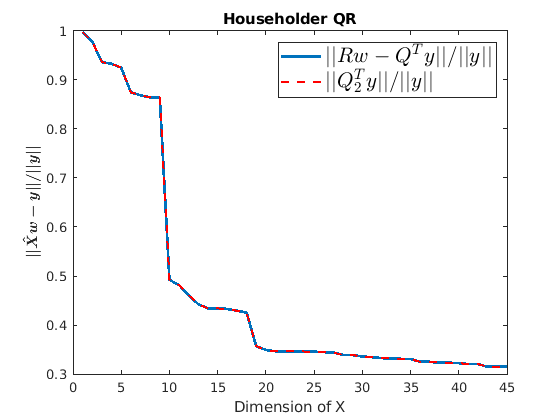 Householder QR
||Rw − Q^T y||/||y||
||Q_2^T y||/||y||
||X̂w − y||/||y||
1
0.9
0.8
0.7
0.6
0.5
0.4
0.3
0 5 10 15 20 25 30 35 40 45
Dimension of X